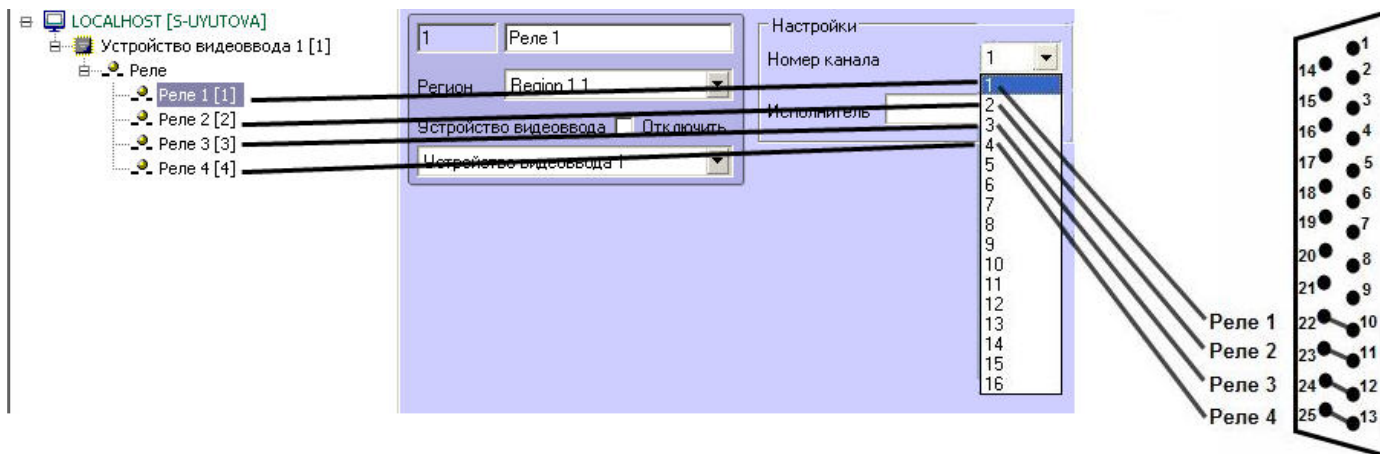 LOCALHOST [S-UYUTOVA]
Устройство видеоввода 1 [1]
Реле
Реле 1 [1]
Реле 2 [2]
Реле 3 [3]
Реле 4 [4]
1 Реле 1
Регион Region 1.1
Устройство видеоввода Отключить
Устройство видеоввода 1
Настройки
Номер канала 1
Исполнитель
1
2
3
4
5
6
7
8
9
10
11
12
13
14
15
16
Реле 1
Реле 2
Реле 3
Реле 4
1
14 2
15 3
16 4
17 5
18 6
19 7
20 8
21 9
22 10
23 11
24 12
25 13